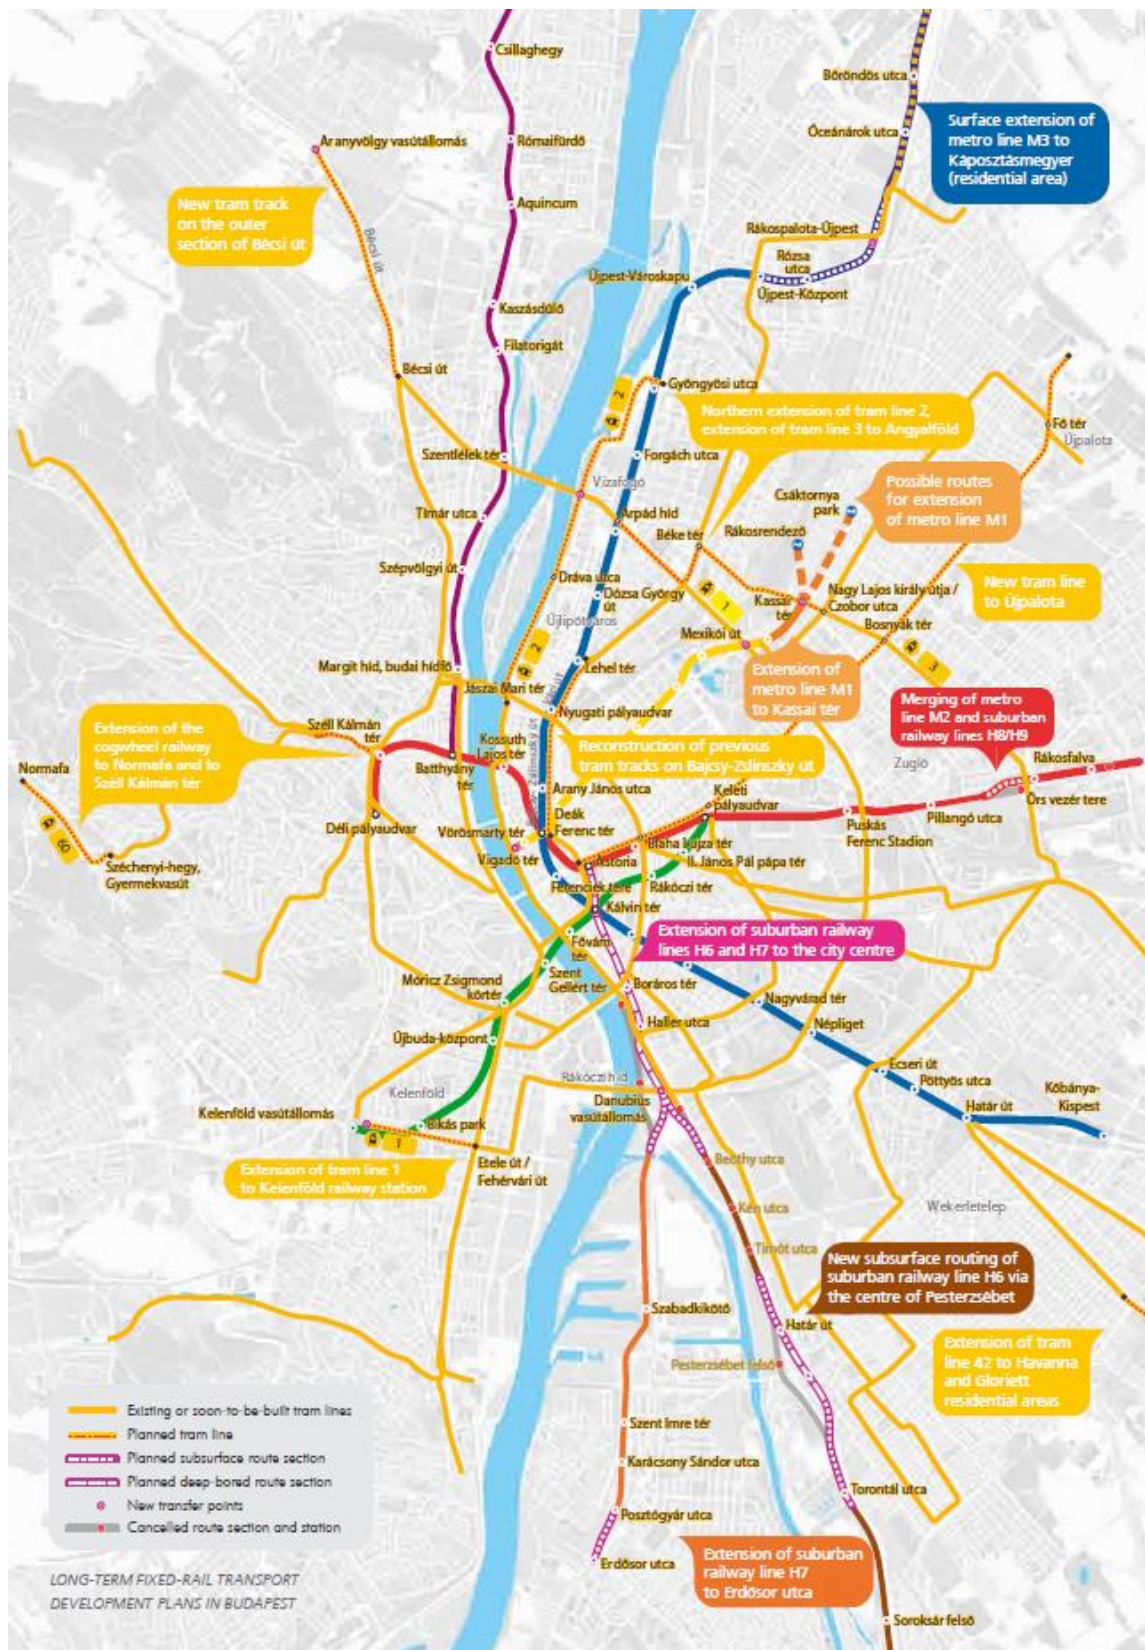 Csillaghegy
Aranyvölgy vasútállomás
Rómaifürdő
New tram track
on the outer
section of Bécsi út
Aquincum
Bécsi út
Kaszásdűlő
Filatorigát
Bécsi út
Böröndös utca
Óceánárok utca
Surface extension of
metro line M3 to
Káposztásmegyer
(residential area)
Rákospalota-Újpest
Rózsa
utca
Újpest-Városkapu
Újpest-Központ
2
Gyöngyösi utca
Northern extension of tram line 2,
extension of tram line 3 to Angyalföld
Fő tér
Újpalota
Szentlélek tér
Forgách utca
Vizafogó
Csáktornya
park
Possible routes
for extension
of metro line M1
Tímár utca
Árpád híd
Béke tér
Rákosrendező
Szépvölgyi út
Dráva utca
Dózsa György
út
Újlipótváros
1
Kassai
tér
Nagy Lajos király útja /
Czobor utca
New tram line
to Újpalota
Bosnyák tér
Mexikói út
3
Margit híd, budai hídfő
2
Lehel tér
Jászai Mari tér
Extension of
metro line M1
to Kassai tér
Merging of metro
line M2 and suburban
railway lines H8/H9
Extension of the
cogwheel railway
to Normafa and to
Széll Kálmán tér
Széll Kálmán
tér
Nyugati pályaudvar
Kossuth
Lajos tér
Batthyány
tér
Reconstruction of previous
tram tracks on Bajcsy-Zslinszky út
Zugló
Rákosfalva
Normafa
60
Arany János utca
Keleti
pályaudvar
Örs vezér tere
Déli pályaudvar
Vörösmarty tér
Deák
Ferenc tér
Puskás
Ferenc Stadion
Pillangó utca
Vigadó tér
Astoria
Blaha Lujza tér
II. János Pál pápa tér
Széchenyi-hegy,
Gyermekvasút
Ferenciek tere
Rákóczi tér
Kálvin tér
Extension of suburban railway
lines H6 and H7 to the city centre
Fővám
tér
Szent
Gellért tér
Móricz Zsigmond
körtér
Boráros tér
Nagyvárad tér
Haller utca
Népliget
Újbuda-központ
Ecseri út
Pöttyös utca
Kelenföld
Rákóczi híd
Határ út
Kőbánya-
Kispest
Danubius
vasútállomás
Kelenföld vasútállomás
Bikás park
1
Etele út /
Fehérvári út
Extension of tram line 1
to Kelenföld railway station
Beöthy utca
Kén utca
Wekerletelep
Timót utca
New subsurface routing of
suburban railway line H6 via
the centre of Pesterzsébet
Szabadkikötő
Határ út
Pesterzsébet felső
Extension of tram
line 42 to Havanna
and Gloriett
residential areas
Szent Imre tér
Karácsony Sándor utca
Torontál utca
Posztógyár utca
Erdősor utca
Extension of suburban
railway line H7
to Erdősor utca
Soroksár felső
Existing or soon-to-be-built tram lines
Planned tram line
Planned subsurface route section
Planned deep-bored route section
New transfer points
Cancelled route section and station
LONG-TERM FIXED-RAIL TRANSPORT
DEVELOPMENT PLANS IN BUDAPEST